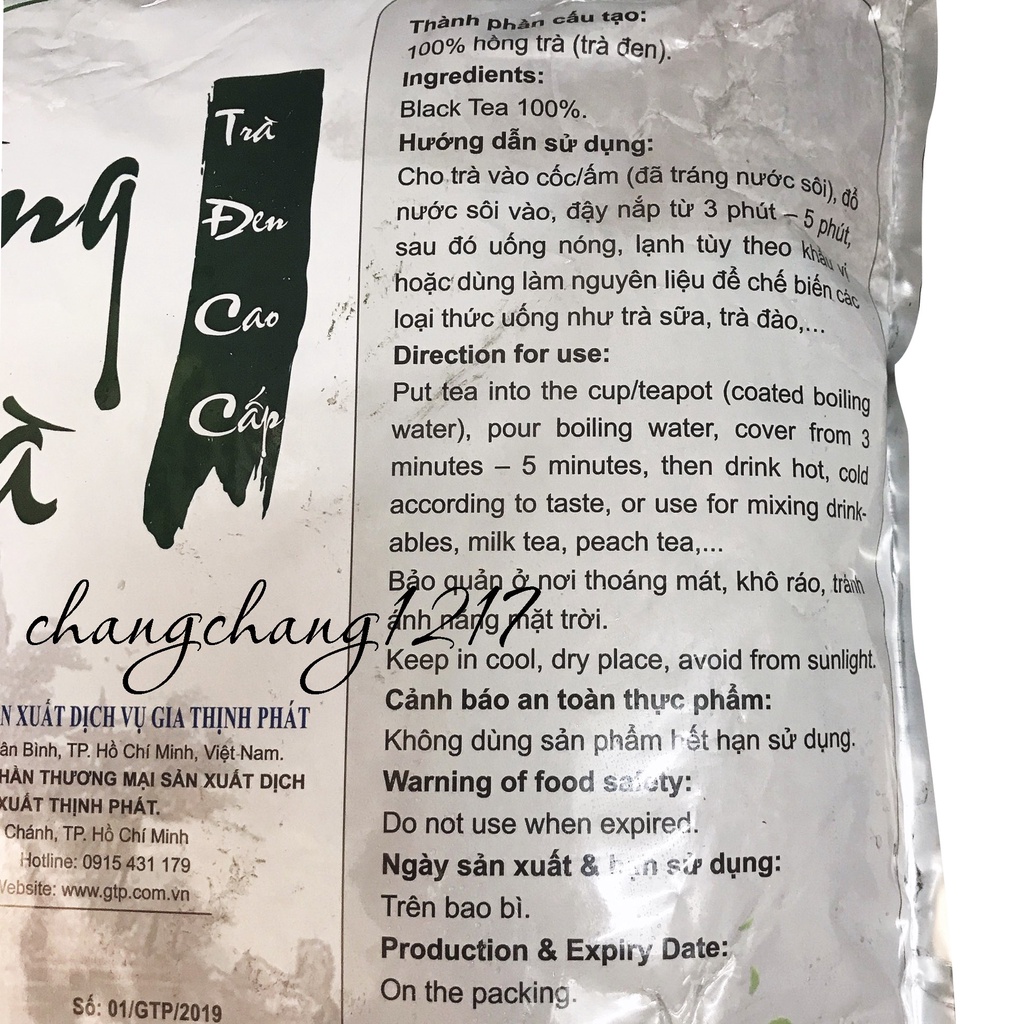 Trà
Đen
Cao
Cấp
changchang1217
XUẤT DỊCH VỤ GIA THỊNH PHÁT
Bình, TP. Hồ Chí Minh, Việt Nam.
THƯƠNG MẠI SẢN XUẤT DỊCH
XUẤT THỊNH PHÁT.
Chánh, TP. Hồ Chí Minh
Hotline: 0915 431 179
Website: www.gtp.com.vn
Số: 01/GTP/2019
Thành phần cấu tạo:
100% hồng trà (trà đen).
Ingredients:
Black Tea 100%.
Hướng dẫn sử dụng:
Cho trà vào cốc/ấm (đã tráng nước sôi), đổ
nước sôi vào, đậy nắp từ 3 phút – 5 phút,
sau đó uống nóng, lạnh tùy theo khẩu vị
hoặc dùng làm nguyên liệu để chế biến các
loại thức uống như trà sữa, trà đào,...
Direction for use:
Put tea into the cup/teapot (coated boiling
water), pour boiling water, cover from 3
minutes – 5 minutes, then drink hot, cold
according to taste, or use for mixing drink-
ables, milk tea, peach tea,...
Bảo quản ở nơi thoáng mát, khô ráo, tránh
ánh nắng mặt trời.
Keep in cool, dry place, avoid from sunlight.
Cảnh báo an toàn thực phẩm:
Không dùng sản phẩm hết hạn sử dụng.
Warning of food safety:
Do not use when expired.
Ngày sản xuất & hạn sử dụng:
Trên bao bì.
Production & Expiry Date:
On the packing.